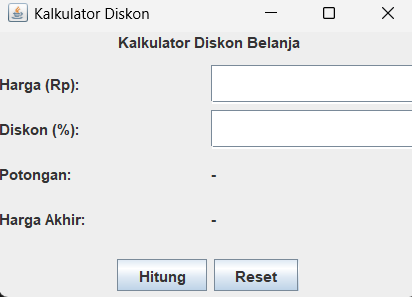 Kalkulator Diskon
Kalkulator Diskon Belanja
Harga (Rp):
Diskon (%):
Potongan: -
Harga Akhir: -
Hitung Reset